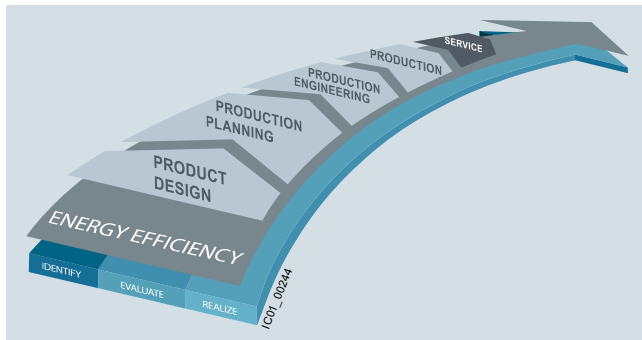 SERVICE
PRODUCTION
PRODUCTION
ENGINEERING
PRODUCTION
PLANNING
PRODUCT
DESIGN
ENERGY EFFICIENCY
IDENTIFY
EVALUATE
REALIZE
IC01_00244